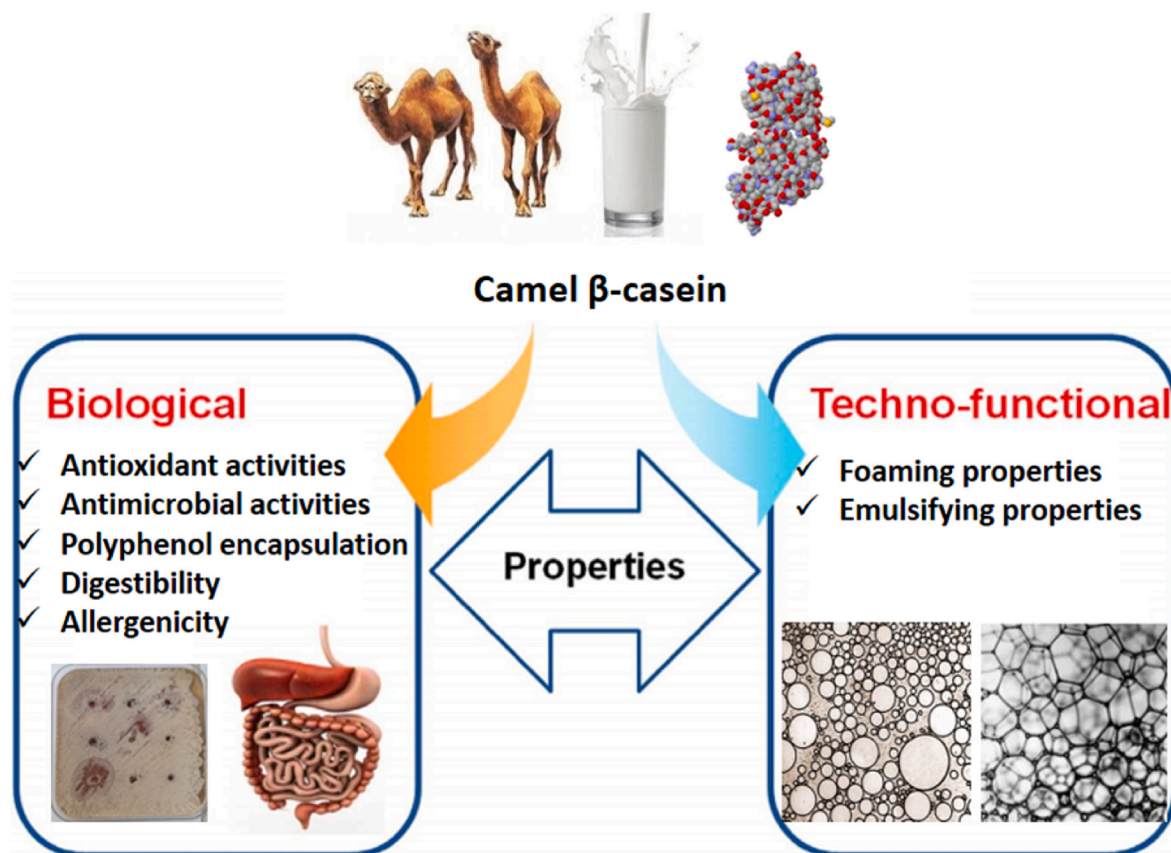 Camel β-casein
Biological
✓ Antioxidant activities
✓ Antimicrobial activities
✓ Polyphenol encapsulation
✓ Digestibility
✓ Allergenicity
Properties
Techno-functional
✓ Foaming properties
✓ Emulsifying properties